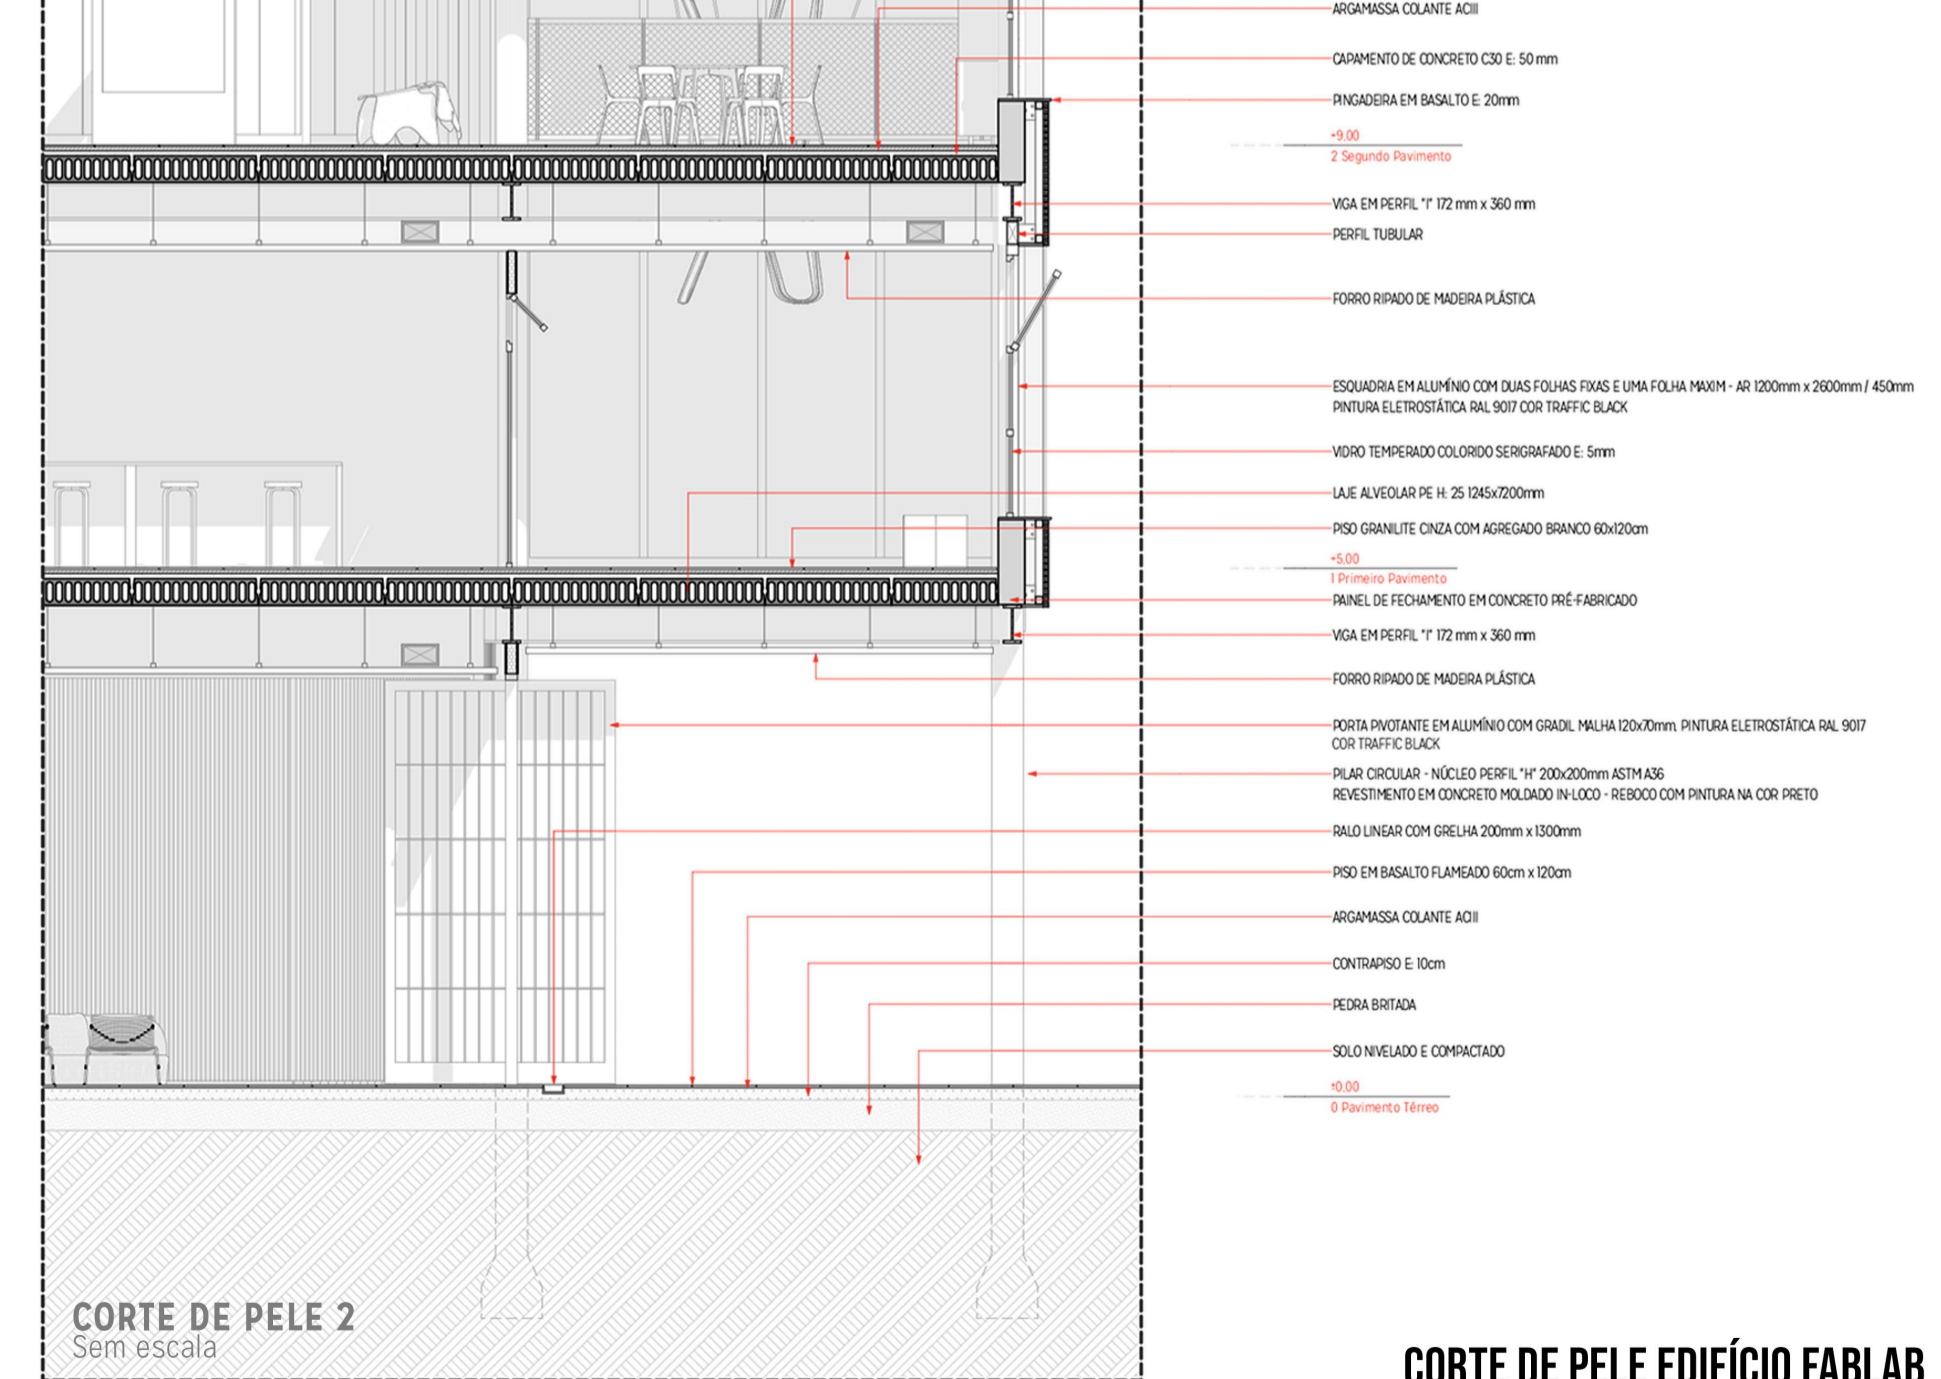 ARGAMASSA COLANTE ACIII
CAPAMENTO DE CONCRETO C30 E: 50 mm
PINGADEIRA EM BASALTO E: 20mm
+9,00
2 Segundo Pavimento
VIGA EM PERFIL "I" 172 mm x 360 mm
PERFIL TUBULAR
FORRO RIPADO DE MADEIRA PLÁSTICA
ESQUADRIA EM ALUMÍNIO COM DUAS FOLHAS FIXAS E UMA FOLHA MAXIM - AR 1200mm x 2600mm / 450mm
PINTURA ELETROSTÁTICA RAL 9017 COR TRAFFIC BLACK
VIDRO TEMPERADO COLORIDO SERIGRAFADO E: 5mm
LAJE ALVEOLAR PE H: 25 1245x7200mm
PISO GRANILITE CINZA COM AGREGADO BRANCO 60x120cm
+5,00
1 Primeiro Pavimento
PAINEL DE FECHAMENTO EM CONCRETO PRÉ-FABRICADO
VIGA EM PERFIL "I" 172 mm x 360 mm
FORRO RIPADO DE MADEIRA PLÁSTICA
PORTA PIVOTANTE EM ALUMÍNIO COM GRADIL MALHA 120x70mm. PINTURA ELETROSTÁTICA RAL 9017
COR TRAFFIC BLACK
PILAR CIRCULAR - NÚCLEO PERFIL "H" 200x200mm ASTM A36
REVESTIMENTO EM CONCRETO MOLDADO IN-LOCO - REBOCO COM PINTURA NA COR PRETO
RALO LINEAR COM GRELHA 200mm x 1300mm
PISO EM BASALTO FLAMEADO 60cm x 120cm
ARGAMASSA COLANTE ACIII
CONTRAPISO E: 10cm
PEDRA BRITADA
SOLO NIVELADO E COMPACTADO
±0,00
0 Pavimento Térreo
CORTE DE PELE 2
Sem escala
CORTE DE PELE EDIFÍCIO FABLAB